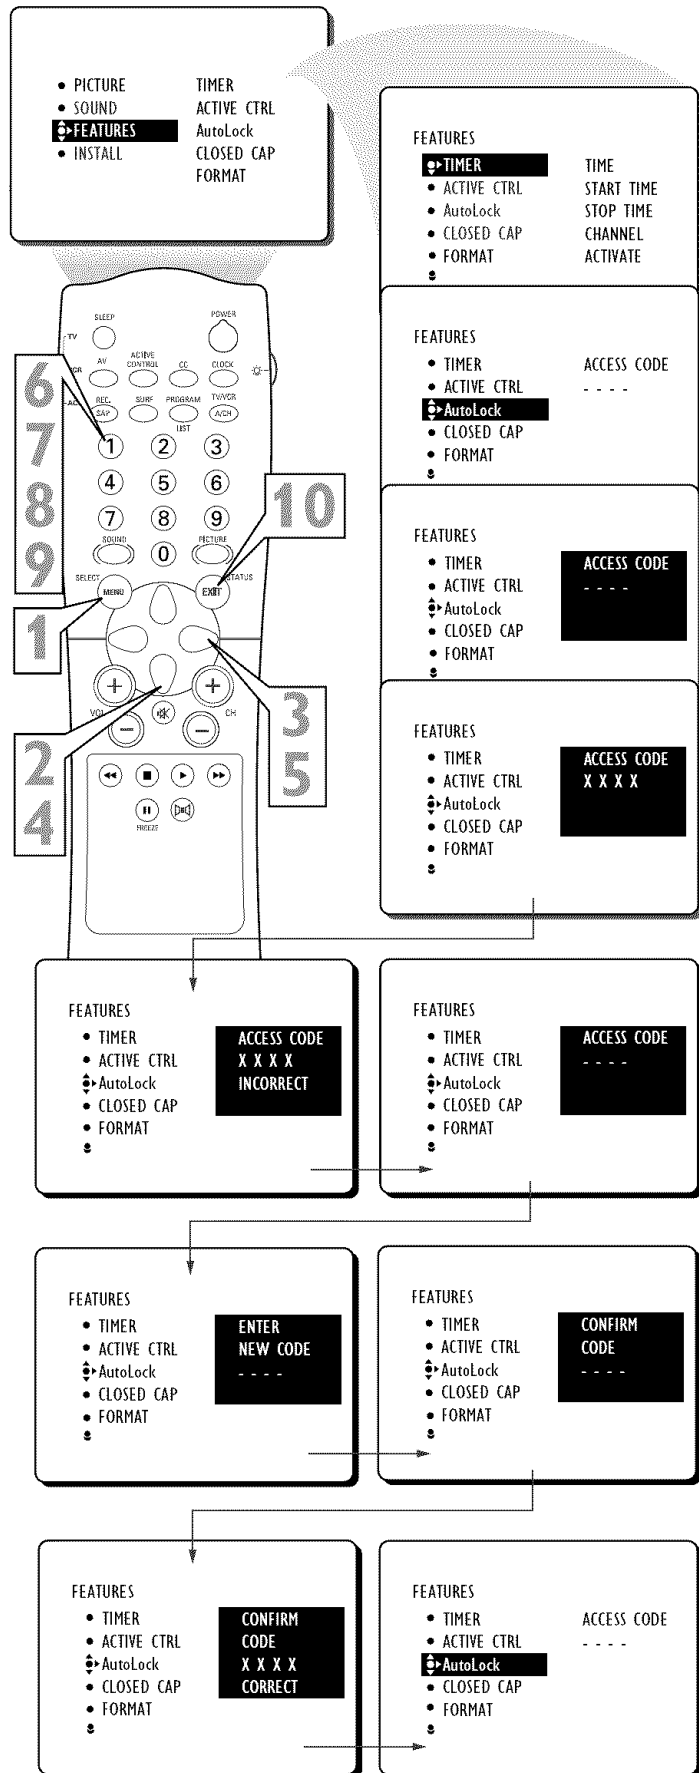 PICTURE TIMER
SOUND ACTIVE CTRL
FEATURES AutoLock
INSTALL CLOSED CAP
FORMAT
FEATURES
TIMER TIME
ACTIVE CTRL START TIME
AutoLock STOP TIME
CLOSED CAP CHANNEL
FORMAT ACTIVATE
FEATURES
TIMER ACCESS CODE
ACTIVE CTRL - - - -
AutoLock
CLOSED CAP
FORMAT
FEATURES
TIMER ACCESS CODE
ACTIVE CTRL - - - -
AutoLock
CLOSED CAP
FORMAT
FEATURES
TIMER ACCESS CODE
ACTIVE CTRL X X X X
AutoLock
CLOSED CAP
FORMAT
SLEEP POWER
TV
AV ACTIVE CONTROL CC CLOCK
REC. SURF PROGRAM TV/VCR
SAP LIST A/CH
1 2 3
4 5 6
7 8 9
SOUND 0 PICTURE
SELECT STATUS
MENU EXIT
+ +
VOL CH
− −
FREEZE
6
7
8
9
10
1
3
5
2
4
FEATURES
TIMER ACCESS CODE
ACTIVE CTRL X X X X
AutoLock INCORRECT
CLOSED CAP
FORMAT
FEATURES
TIMER ACCESS CODE
ACTIVE CTRL - - - -
AutoLock
CLOSED CAP
FORMAT
FEATURES
TIMER ENTER
ACTIVE CTRL NEW CODE
AutoLock - - - -
CLOSED CAP
FORMAT
FEATURES
TIMER CONFIRM
ACTIVE CTRL CODE
AutoLock - - - -
CLOSED CAP
FORMAT
FEATURES
TIMER CONFIRM
ACTIVE CTRL CODE
AutoLock X X X X
CLOSED CAP CORRECT
FORMAT
FEATURES
TIMER ACCESS CODE
ACTIVE CTRL - - - -
AutoLock
CLOSED CAP
FORMAT